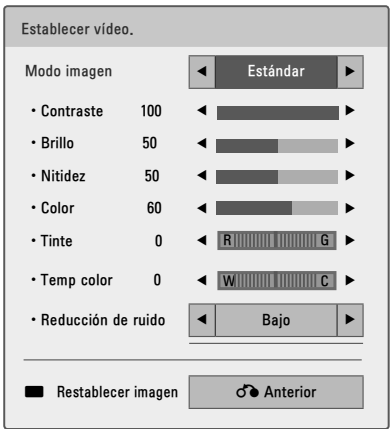 Establecer vídeo.
Modo imagen ◄ Estándar ►
• Contraste 100 ◄ ►
• Brillo 50 ◄ ►
• Nitidez 50 ◄ ►
• Color 60 ◄ ►
• Tinte 0 ◄ R G ►
• Temp color 0 ◄ W C ►
• Reducción de ruido ◄ Bajo ►
Restablecer imagen Anterior